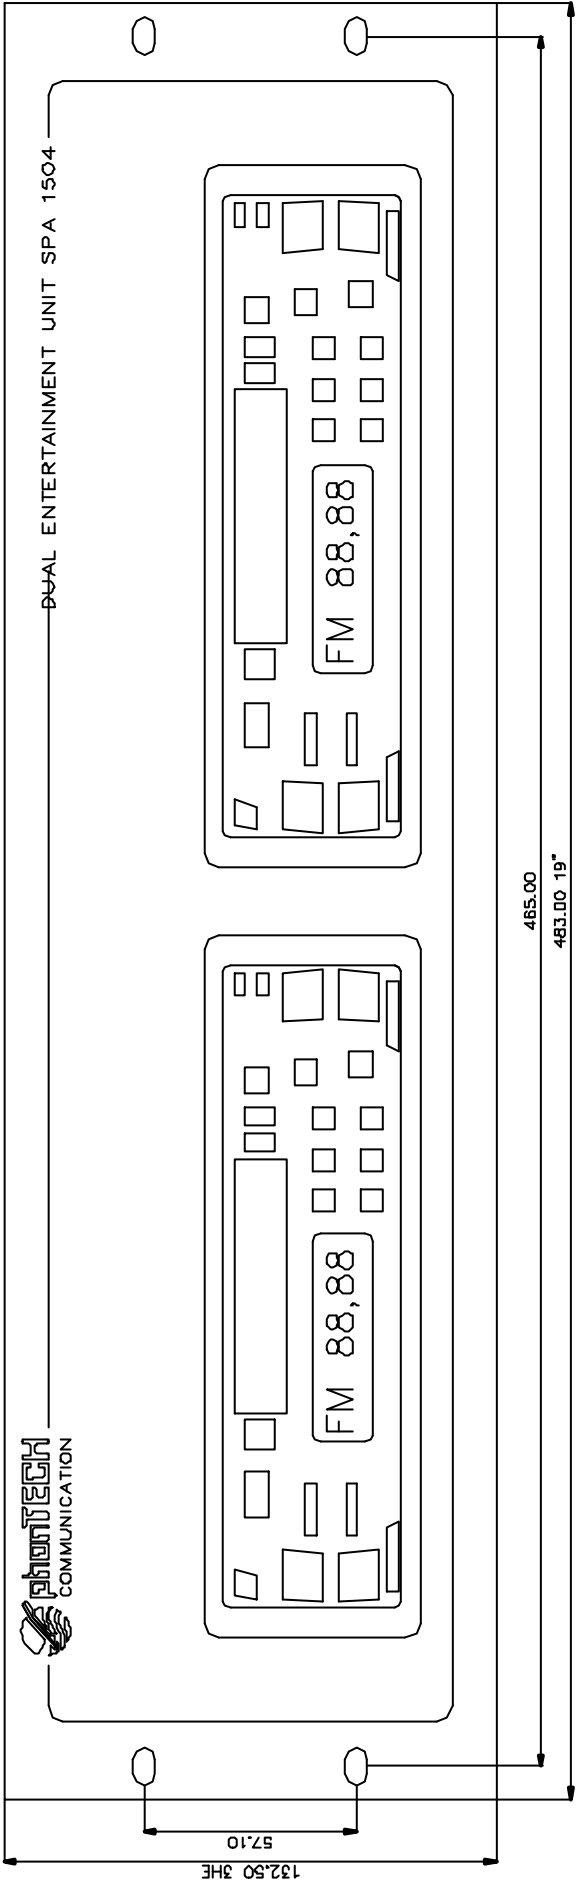 phonTECH
COMMUNICATION
DUAL ENTERTAINMENT UNIT SPA 1504
FM 88,88
FM 88,88
57.10
132.50 3HE
465.00
483.00 19"